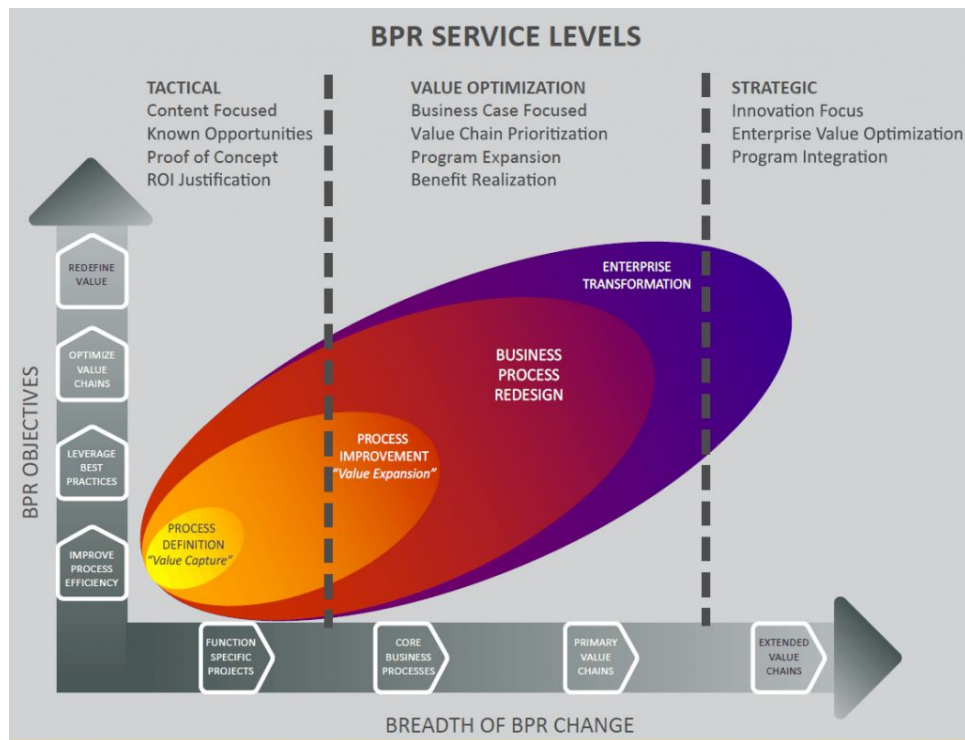 BPR SERVICE LEVELS
TACTICAL
Content Focused
Known Opportunities
Proof of Concept
ROI Justification
VALUE OPTIMIZATION
Business Case Focused
Value Chain Prioritization
Program Expansion
Benefit Realization
STRATEGIC
Innovation Focus
Enterprise Value Optimization
Program Integration
BPR OBJECTIVES
REDEFINE
VALUE
OPTIMIZE
VALUE
CHAINS
LEVERAGE
BEST
PRACTICES
IMPROVE
PROCESS
EFFICIENCY
ENTERPRISE
TRANSFORMATION
BUSINESS
PROCESS
REDESIGN
PROCESS
IMPROVEMENT
“Value Expansion”
PROCESS
DEFINITION
“Value Capture”
FUNCTION
SPECIFIC
PROJECTS
CORE
BUSINESS
PROCESSES
PRIMARY
VALUE
CHAINS
EXTENDED
VALUE
CHAINS
BREADTH OF BPR CHANGE